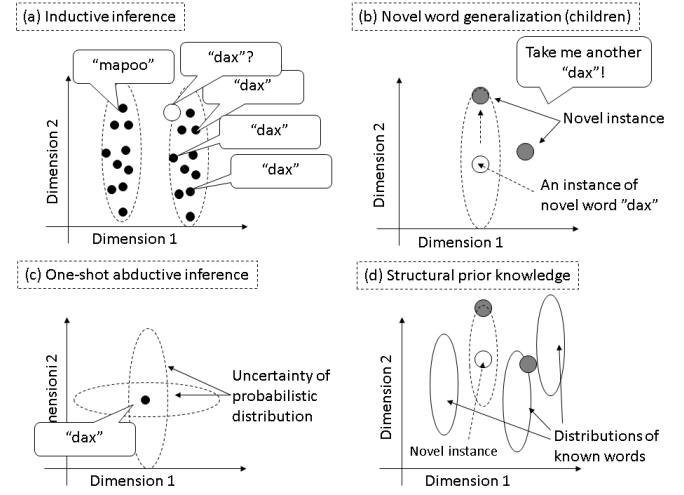 (a) Inductive inference
"mapoo"
"dax"?
"dax"
"dax"
"dax"
Dimension 2
Dimension 1
(b) Novel word generalization (children)
Take me another
"dax"!
Novel instance
An instance of
novel word "dax"
Dimension 2
Dimension 1
(c) One-shot abductive inference
Uncertainty of
probabilistic
distribution
"dax"
Dimensioni 2
Dimension 1
(d) Structural prior knowledge
Distributions of
known words
Novel instance
Dimension 2
Dimension 1